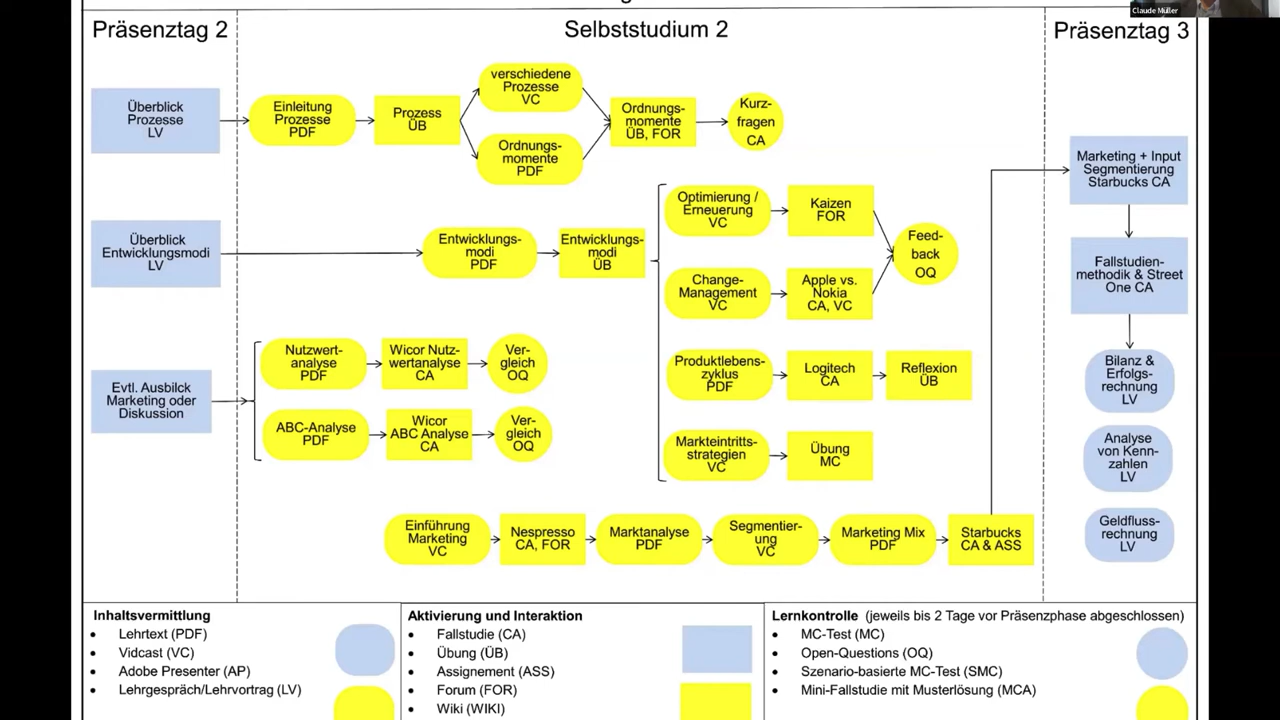 Claude Müller
Präsenztag 2
Selbststudium 2
Präsenztag 3
Überblick
Prozesse
LV
Einleitung
Prozesse
PDF
Prozess
ÜB
verschiedene
Prozesse
VC
Ordnungs-
momente
PDF
Ordnungs-
momente
ÜB, FOR
Kurz-
fragen
CA
Überblick
Entwicklungsmodi
LV
Entwicklungs-
modi
PDF
Entwicklungs-
modi
ÜB
Optimierung /
Erneuerung
VC
Kaizen
FOR
Change-
Management
VC
Apple vs.
Nokia
CA, VC
Feed-
back
OQ
Produktlebens-
zyklus
PDF
Logitech
CA
Reflexion
ÜB
Markteintritts-
strategien
VC
Übung
MC
Evtl. Ausbilck
Marketing oder
Diskussion
Nutzwert-
analyse
PDF
Wicor Nutz-
wertanalyse
CA
Ver-
gleich
OQ
ABC-Analyse
PDF
Wicor
ABC Analyse
CA
Ver-
gleich
OQ
Einführung
Marketing
VC
Nespresso
CA, FOR
Marktanalyse
PDF
Segmentier-
ung
VC
Marketing Mix
PDF
Starbucks
CA & ASS
Marketing + Input
Segmentierung
Starbucks CA
Fallstudien-
methodik & Street
One CA
Bilanz &
Erfolgs-
rechnung
LV
Analyse
von Kenn-
zahlen
LV
Geldfluss-
rechnung
LV
Inhaltsvermittlung
• Lehrtext (PDF)
• Vidcast (VC)
• Adobe Presenter (AP)
• Lehrgespräch/Lehrvortrag (LV)
Aktivierung und Interaktion
• Fallstudie (CA)
• Übung (ÜB)
• Assignement (ASS)
• Forum (FOR)
• Wiki (WIKI)
Lernkontrolle (jeweils bis 2 Tage vor Präsenzphase abgeschlossen)
• MC-Test (MC)
• Open-Questions (OQ)
• Szenario-basierte MC-Test (SMC)
• Mini-Fallstudie mit Musterlösung (MCA)